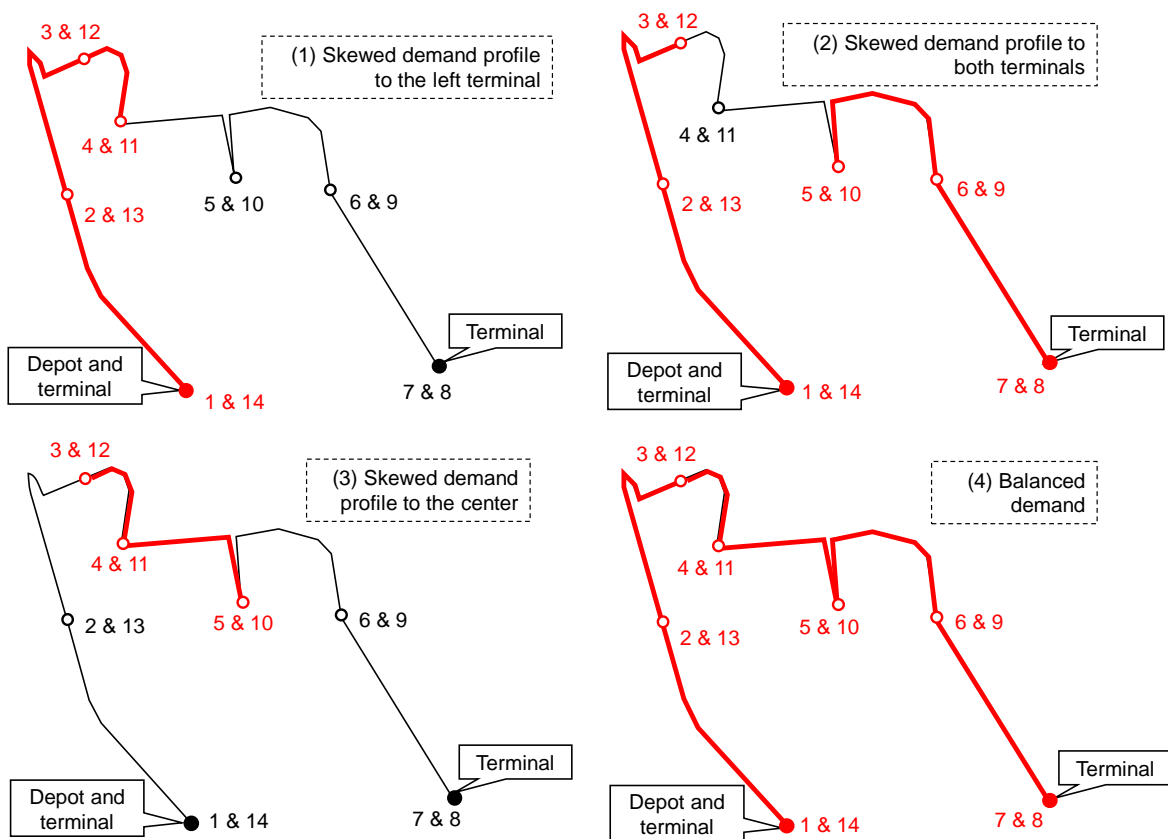 3 & 12
(1) Skewed demand profile
to the left terminal
4 & 11
5 & 10
2 & 13
6 & 9
Terminal
Depot and
terminal
7 & 8
1 & 14
3 & 12
(2) Skewed demand profile to
both terminals
4 & 11
5 & 10
6 & 9
2 & 13
Terminal
Depot and
terminal
7 & 8
1 & 14
3 & 12
(3) Skewed demand
profile to the center
4 & 11
5 & 10
2 & 13
6 & 9
Terminal
Depot and
terminal
7 & 8
1 & 14
3 & 12
(4) Balanced
demand
4 & 11
5 & 10
6 & 9
2 & 13
Terminal
Depot and
terminal
7 & 8
1 & 14